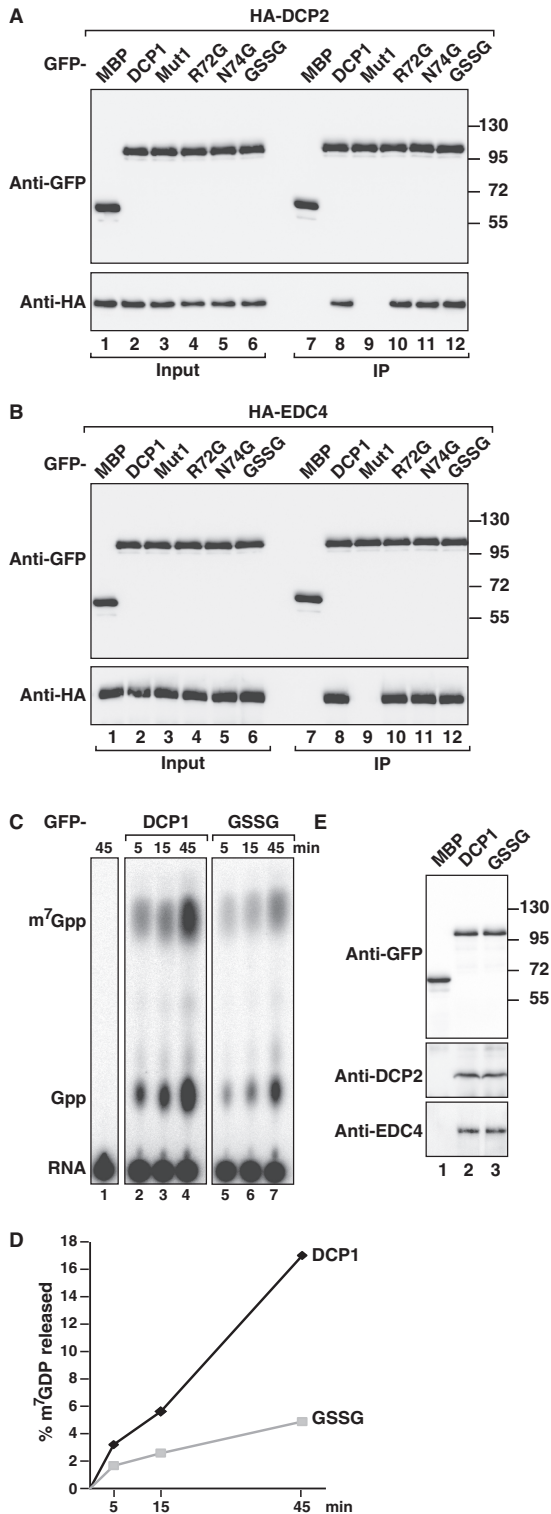 A
HA-DCP2
GFP- MBP DCP1 Mut1 R72G N74G GSSG MBP DCP1 Mut1 R72G N74G GSSG
Anti-GFP
130
95
72
55
Anti-HA
1 2 3 4 5 6 7 8 9 10 11 12
Input IP
B
HA-EDC4
GFP- MBP DCP1 Mut1 R72G N74G GSSG MBP DCP1 Mut1 R72G N74G GSSG
Anti-GFP
130
95
72
55
Anti-HA
1 2 3 4 5 6 7 8 9 10 11 12
Input IP
C GFP- DCP1 GSSG
45 5 15 45 5 15 45 min
m7Gpp
Gpp
RNA
1 2 3 4 5 6 7
E
MBP DCP1 GSSG
Anti-GFP
130
95
72
55
Anti-DCP2
Anti-EDC4
1 2 3
D
% m7GDP released
18
16
14
12
10
8
6
4
2
0
DCP1
GSSG
5 15 45 min